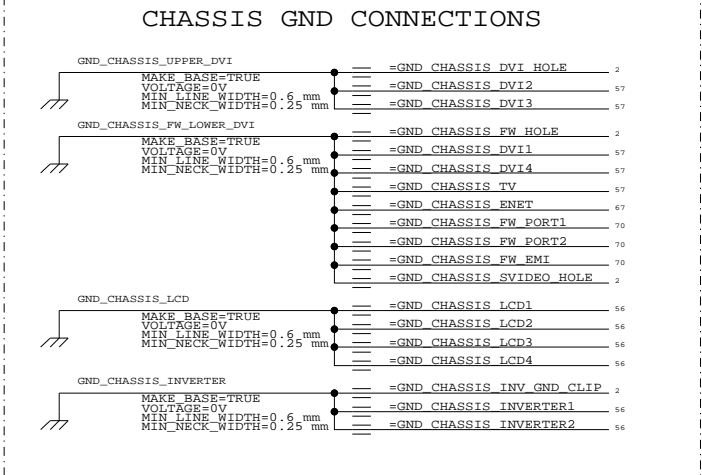 CHASSIS GND CONNECTIONS
GND_CHASSIS_UPPER_DVI
MAKE_BASE=TRUE
VOLTAGE=0V
MIN_LINE_WIDTH=0.6 mm
MIN_NECK_WIDTH=0.25 mm
=GND_CHASSIS_DVI_HOLE 2
=GND_CHASSIS_DVI2 57
=GND_CHASSIS_DVI3 57
GND_CHASSIS_FW_LOWER_DVI
MAKE_BASE=TRUE
VOLTAGE=0V
MIN_LINE_WIDTH=0.6 mm
MIN_NECK_WIDTH=0.25 mm
=GND_CHASSIS_FW_HOLE 2
=GND_CHASSIS_DVI1 57
=GND_CHASSIS_DVI4 57
=GND_CHASSIS_TV 57
=GND_CHASSIS_ENET 67
=GND_CHASSIS_FW_PORT1 70
=GND_CHASSIS_FW_PORT2 70
=GND_CHASSIS_FW_EMI 70
=GND_CHASSIS_SVIDEO_HOLE 2
GND_CHASSIS_LCD
MAKE_BASE=TRUE
VOLTAGE=0V
MIN_LINE_WIDTH=0.6 mm
MIN_NECK_WIDTH=0.25 mm
=GND_CHASSIS_LCD1 56
=GND_CHASSIS_LCD2 56
=GND_CHASSIS_LCD3 56
=GND_CHASSIS_LCD4 56
GND_CHASSIS_INVERTER
MAKE_BASE=TRUE
VOLTAGE=0V
MIN_LINE_WIDTH=0.6 mm
MIN_NECK_WIDTH=0.25 mm
=GND_CHASSIS_INV_GND_CLIP 2
=GND_CHASSIS_INVERTER1 56
=GND_CHASSIS_INVERTER2 56